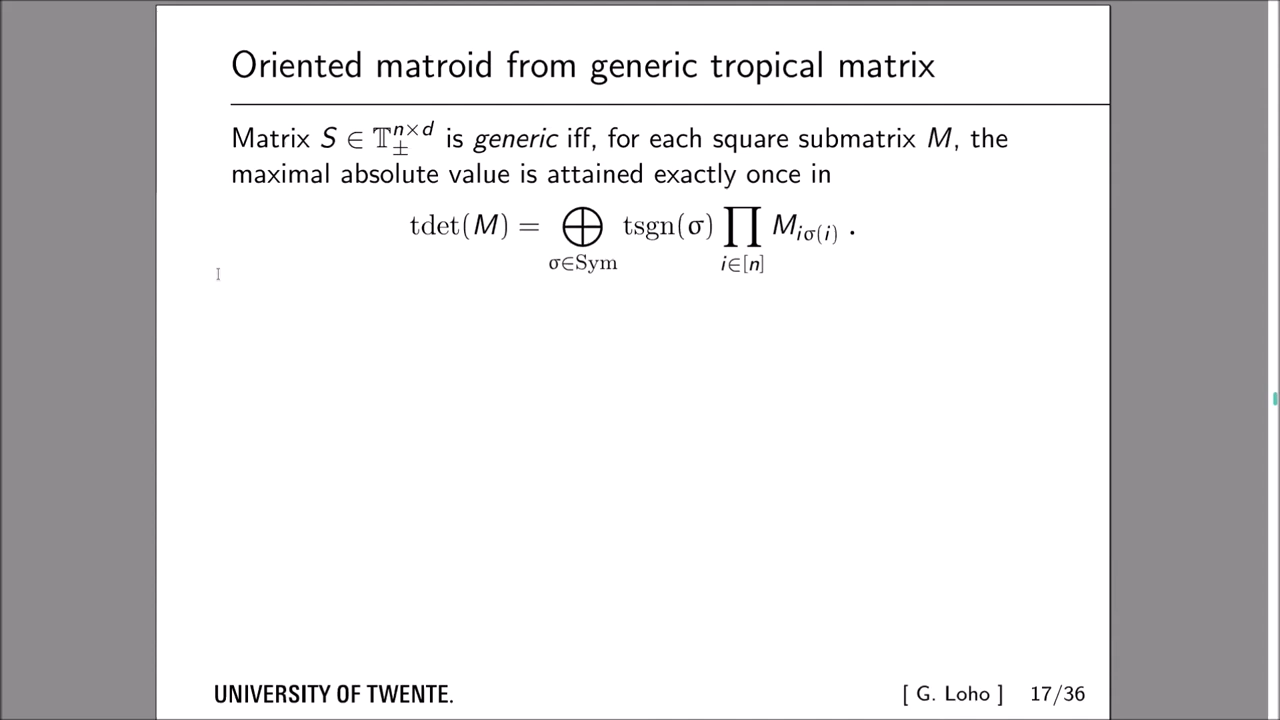 Oriented matroid from generic tropical matrix
Matrix S ∈ 𝕋±^{n×d} is generic iff, for each square submatrix M, the
maximal absolute value is attained exactly once in
tdet(M) = ⊕_{σ∈Sym} tsgn(σ) ∏_{i∈[n]} M_{iσ(i)} .
UNIVERSITY OF TWENTE. [ G. Loho ] 17/36